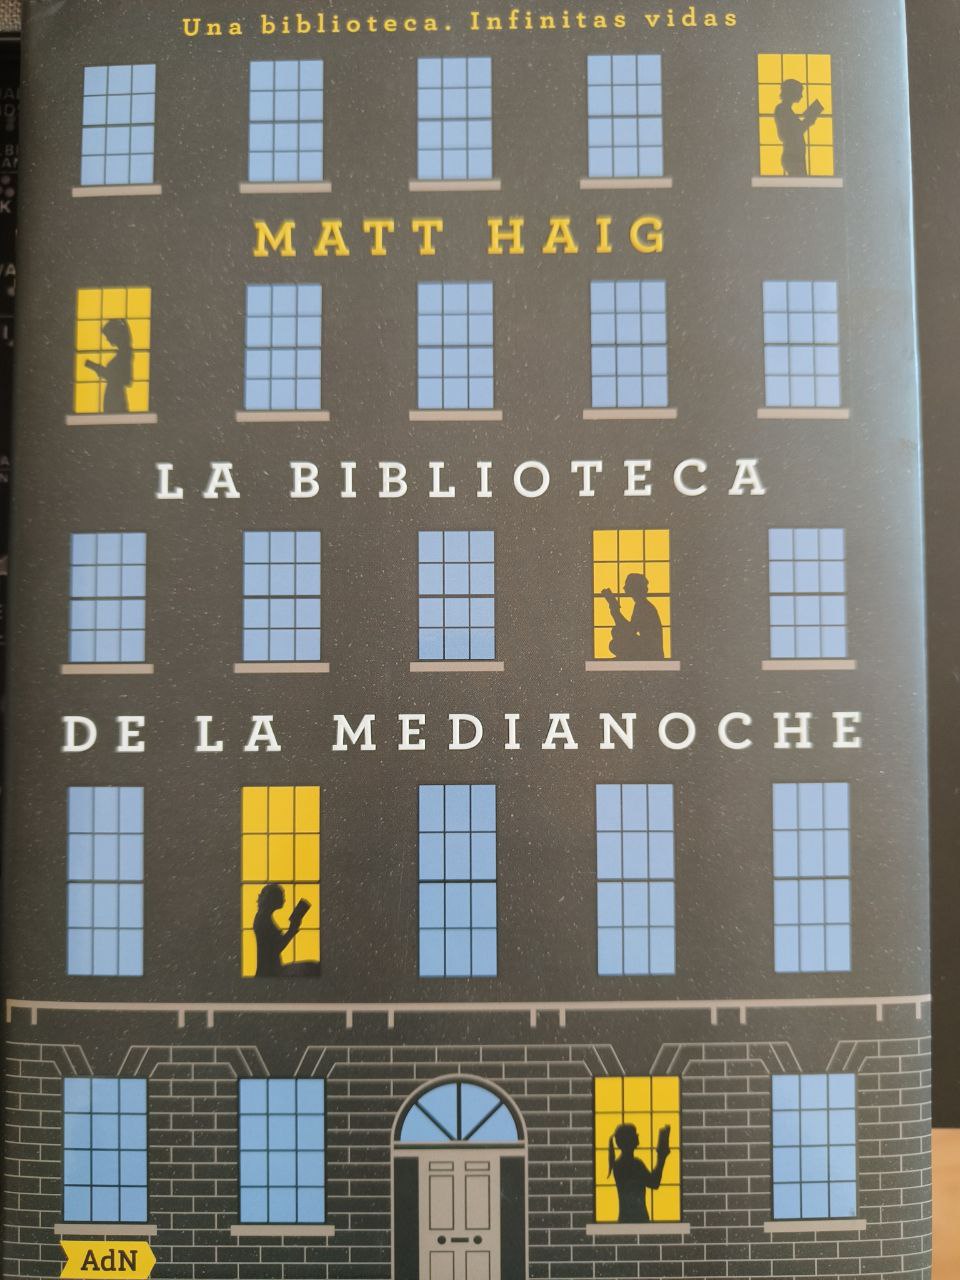 Una biblioteca. Infinitas vidas
MATT HAIG
LA BIBLIOTECA
DE LA MEDIANOCHE
AdN